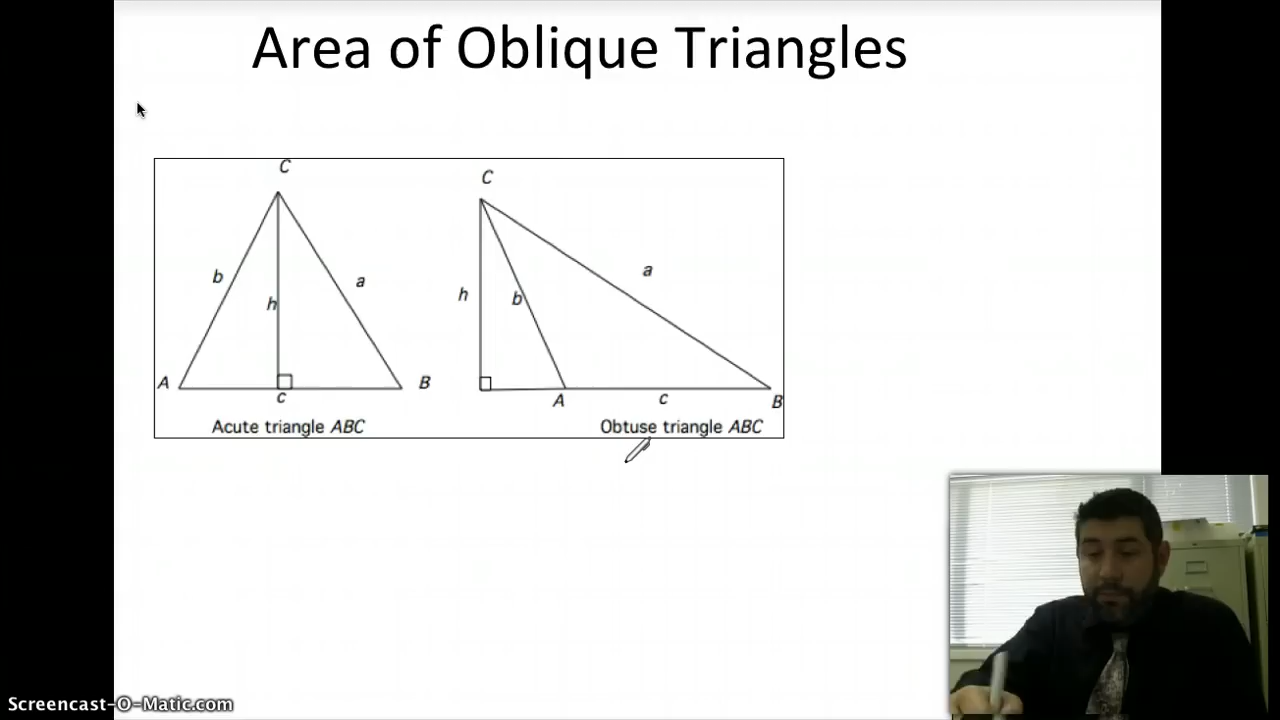 Area of Oblique Triangles
C
b
a
h
A
B
c
Acute triangle ABC
C
a
h
b
A
c
B
Obtuse triangle ABC
Screencast-O-Matic.com